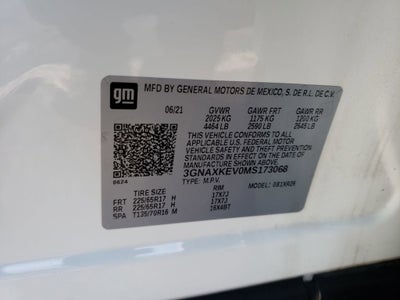 gm
MFD BY GENERAL MOTORS DE MEXICO, S. DE R.L. DE C.V.
06/21 GVWR GAWR FRT GAWR RR
2025 KG 1175 KG 1200 KG
4464 LB 2590 LB 2645 LB
THIS VEHICLE CONFORMS TO ALL
APPLICABLE U.S. FEDERAL MOTOR
VEHICLE SAFETY AND THEFT PREVENTION
STANDARDS IN EFFECT ON THE DATE OF
MANUFACTURE SHOWN ABOVE.
3GNAXKEV0MS173068
0624 TYPE: M.P.V. MODEL:
TIRE SIZE RIM
FRT 225/65R17 H 17X7J
RR 225/65R17 H 17X7J
SPA T135/70R16 M 16X4BT